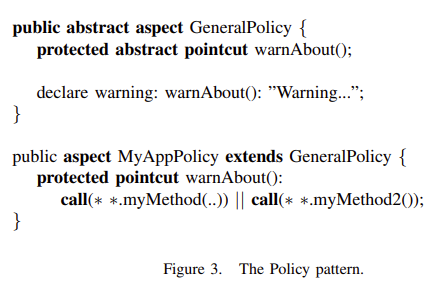 public abstract aspect GeneralPolicy {
protected abstract pointcut warnAbout();
declare warning: warnAbout(): ”Warning...”;
}
public aspect MyAppPolicy extends GeneralPolicy {
protected pointcut warnAbout():
call(∗ ∗.myMethod(..)) || call(∗ ∗.myMethod2());
}
Figure 3. The Policy pattern.